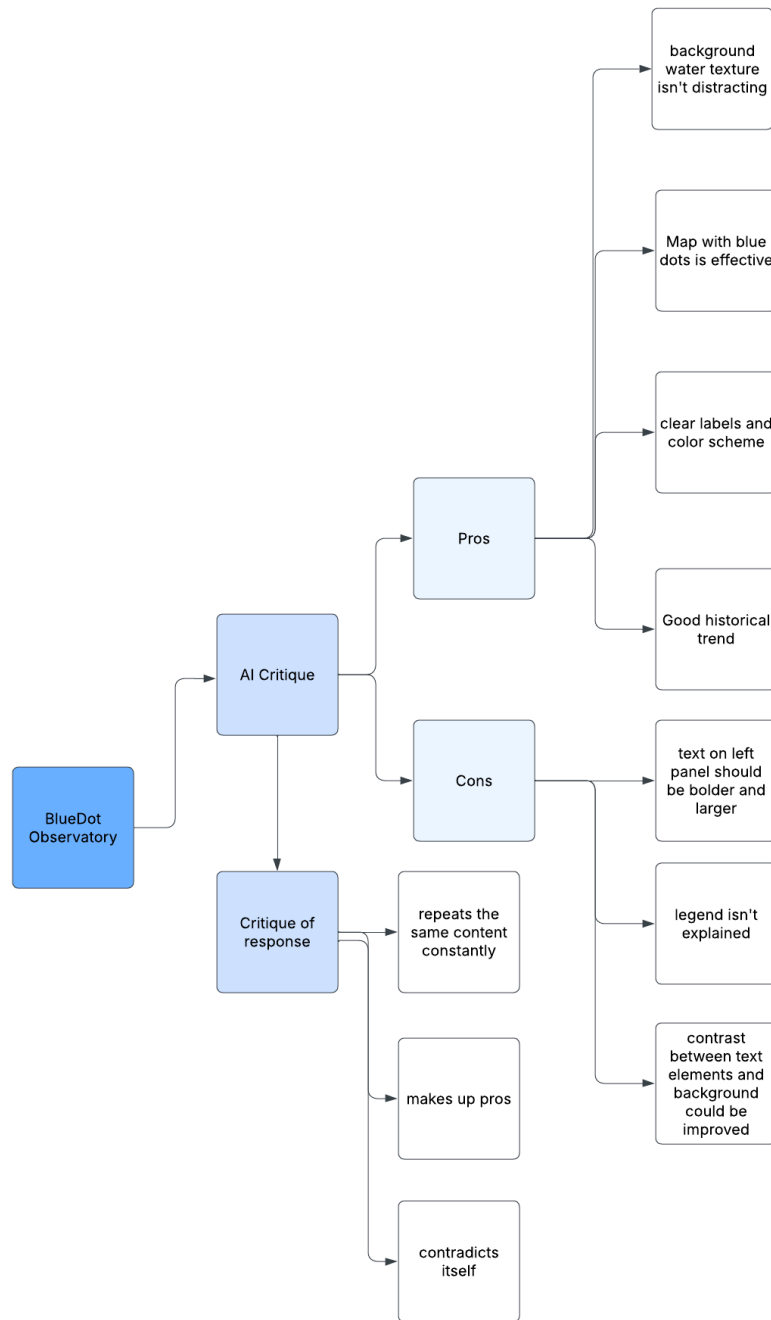 background
water texture
isn't distracting
Map with blue
dots is effective
clear labels and
color scheme
Pros
Good historical
trend
AI Critique
text on left
panel should
be bolder and
larger
Cons
BlueDot
Observatory
Critique of
response
repeats the
same content
constantly
legend isn't
explained
contrast
between text
elements and
background
could be
improved
makes up pros
contradicts
itself